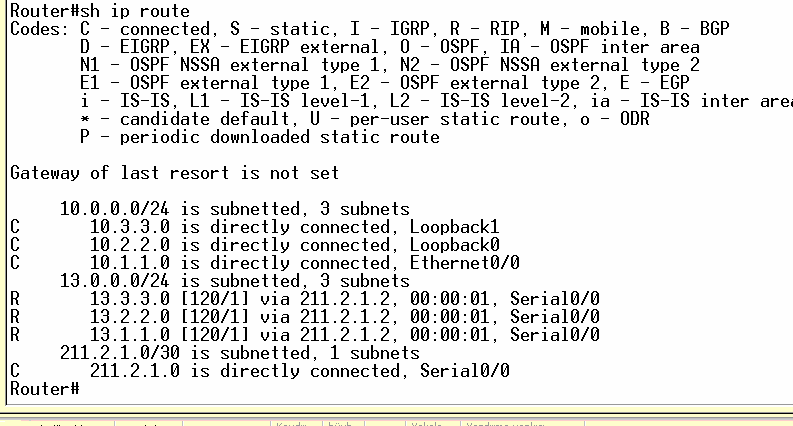 Router#sh ip route
Codes: C - connected, S - static, I - IGRP, R - RIP, M - mobile, B - BGP
D - EIGRP, EX - EIGRP external, O - OSPF, IA - OSPF inter area
N1 - OSPF NSSA external type 1, N2 - OSPF NSSA external type 2
E1 - OSPF external type 1, E2 - OSPF external type 2, E - EGP
i - IS-IS, L1 - IS-IS level-1, L2 - IS-IS level-2, ia - IS-IS inter area
* - candidate default, U - per-user static route, o - ODR
P - periodic downloaded static route
Gateway of last resort is not set
10.0.0.0/24 is subnetted, 3 subnets
C 10.3.3.0 is directly connected, Loopback1
C 10.2.2.0 is directly connected, Loopback0
C 10.1.1.0 is directly connected, Ethernet0/0
13.0.0.0/24 is subnetted, 3 subnets
R 13.3.3.0 [120/1] via 211.2.1.2, 00:00:01, Serial0/0
R 13.2.2.0 [120/1] via 211.2.1.2, 00:00:01, Serial0/0
R 13.1.1.0 [120/1] via 211.2.1.2, 00:00:01, Serial0/0
211.2.1.0/30 is subnetted, 1 subnets
C 211.2.1.0 is directly connected, Serial0/0
Router#